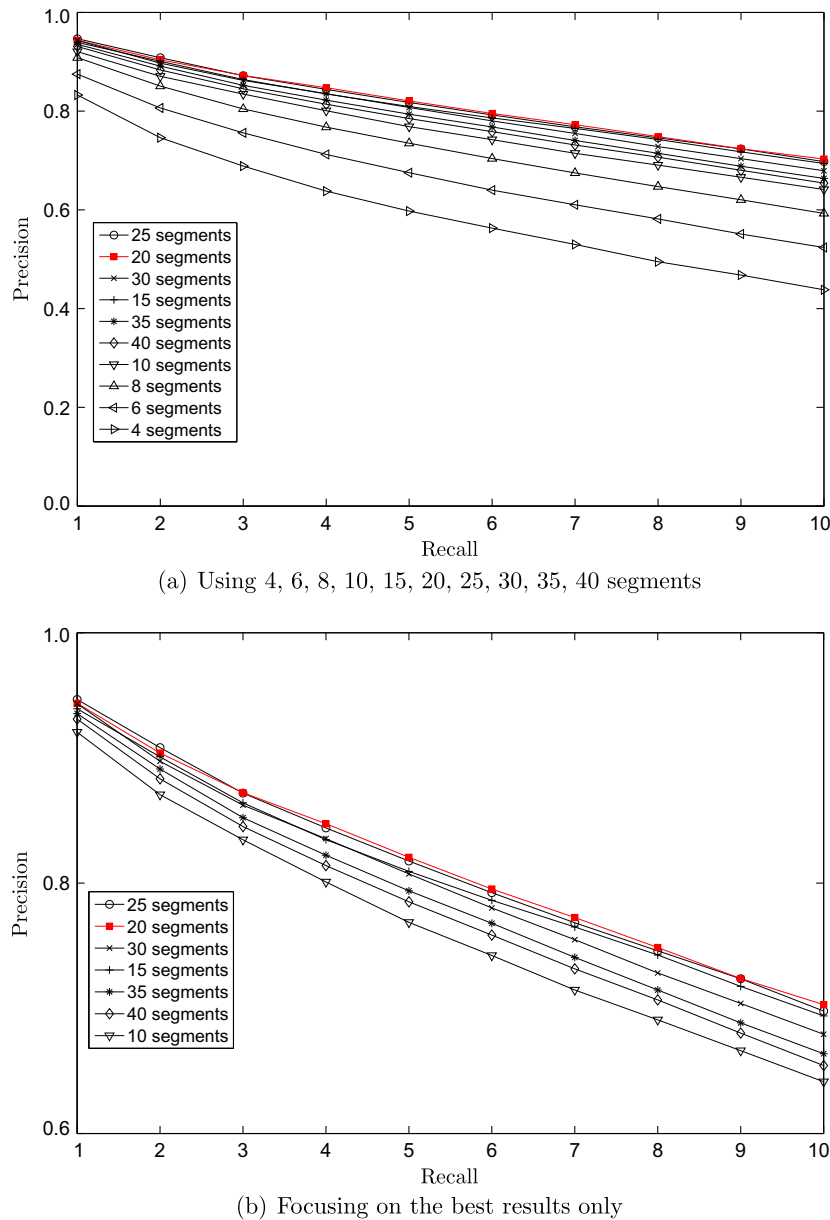 1.0
0.8
0.6
0.4
0.2
0.0
Precision
25 segments
20 segments
30 segments
15 segments
35 segments
40 segments
10 segments
8 segments
6 segments
4 segments
1 2 3 4 5 6 7 8 9 10
Recall
(a) Using 4, 6, 8, 10, 15, 20, 25, 30, 35, 40 segments
1.0
0.8
0.6
Precision
25 segments
20 segments
30 segments
15 segments
35 segments
40 segments
10 segments
1 2 3 4 5 6 7 8 9 10
Recall
(b) Focusing on the best results only